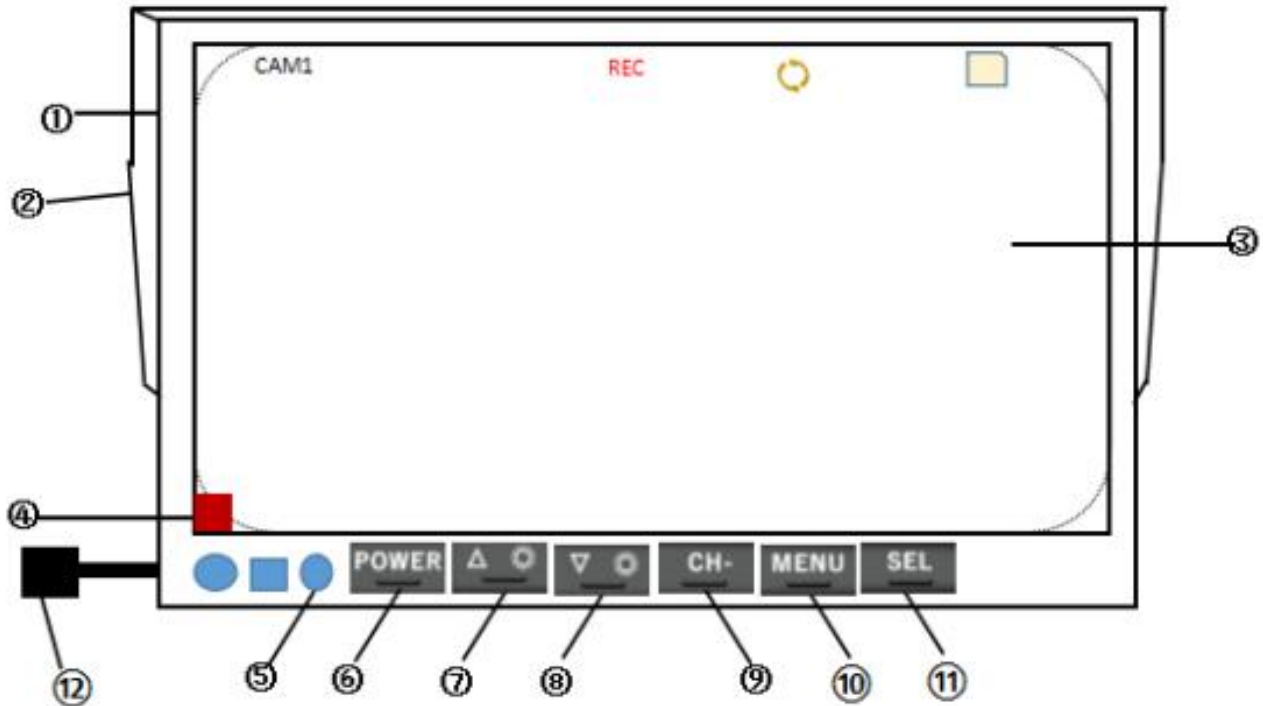 CAM1 REC
①
②
③
④
POWER △ ▽ CH- MENU SEL
⑤ ⑥ ⑦ ⑧ ⑨ ⑩ ⑪
⑫